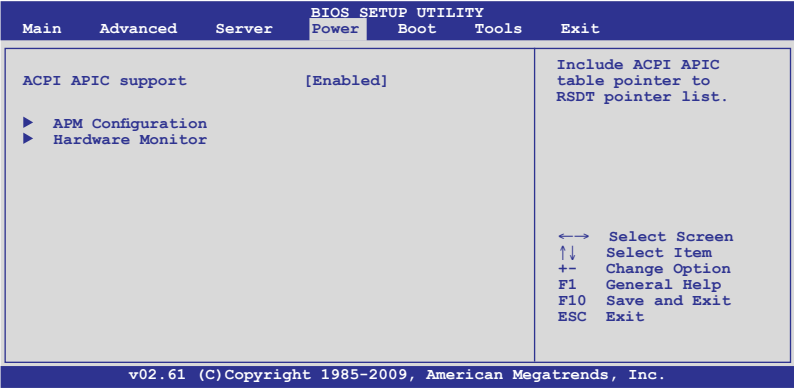 BIOS SETUP UTILITY
Main Advanced Server Power Boot Tools Exit
ACPI APIC support [Enabled]
▶ APM Configuration
▶ Hardware Monitor
Include ACPI APIC
table pointer to
RSDT pointer list.
←→ Select Screen
↑↓ Select Item
+- Change Option
F1 General Help
F10 Save and Exit
ESC Exit
v02.61 (C)Copyright 1985-2009, American Megatrends, Inc.